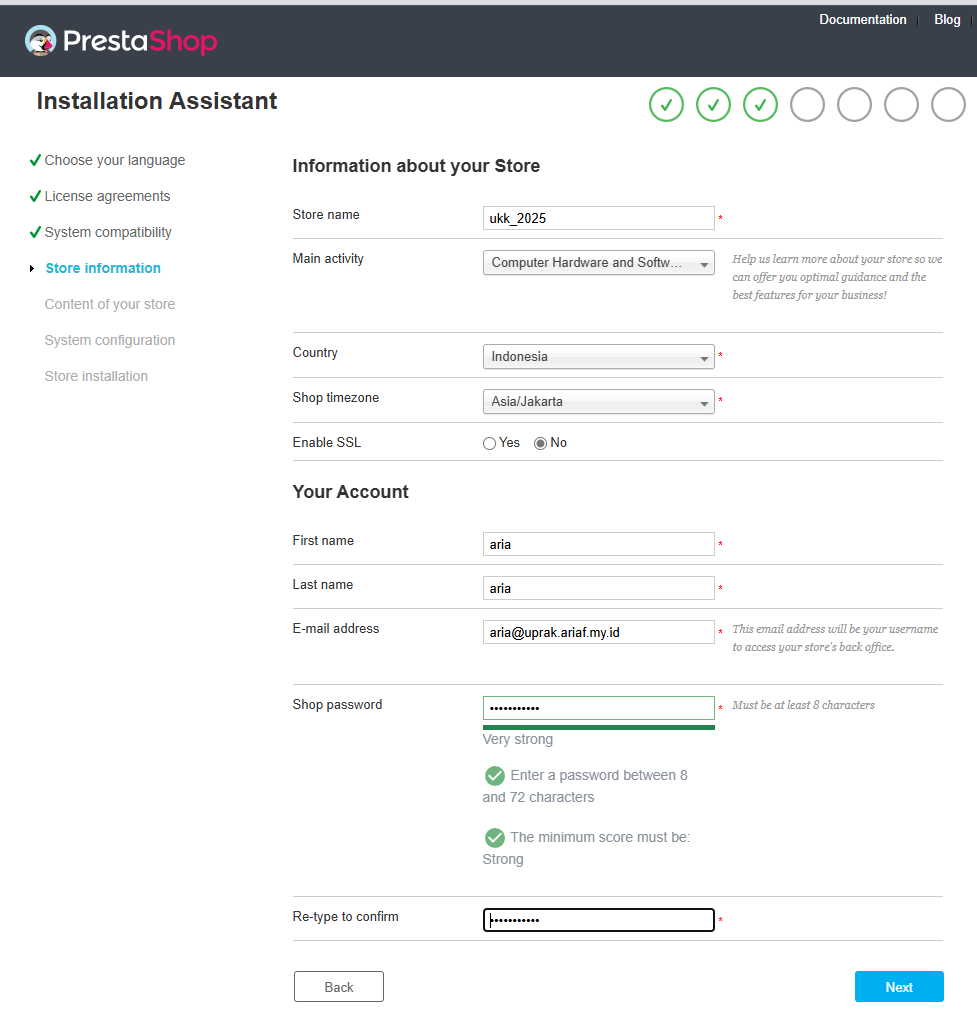 Documentation
Blog
PrestaShop
Installation Assistant
Choose your language
License agreements
System compatibility
Store information
Content of your store
System configuration
Store installation
Information about your Store
Store name
ukk_2025
*
Main activity
Computer Hardware and Softw...
Help us learn more about your store so we
can offer you optimal guidance and the
best features for your business!
Country
Indonesia
*
Shop timezone
Asia/Jakarta
*
Enable SSL
Yes
No
Your Account
First name
aria
*
Last name
aria
*
E-mail address
aria@uprak.ariaf.my.id
*
This email address will be your username
to access your store's back office.
Shop password
•••••••••••
*
Must be at least 8 characters
Very strong
Enter a password between 8
and 72 characters
The minimum score must be:
Strong
Re-type to confirm
•••••••••••
*
Back
Next